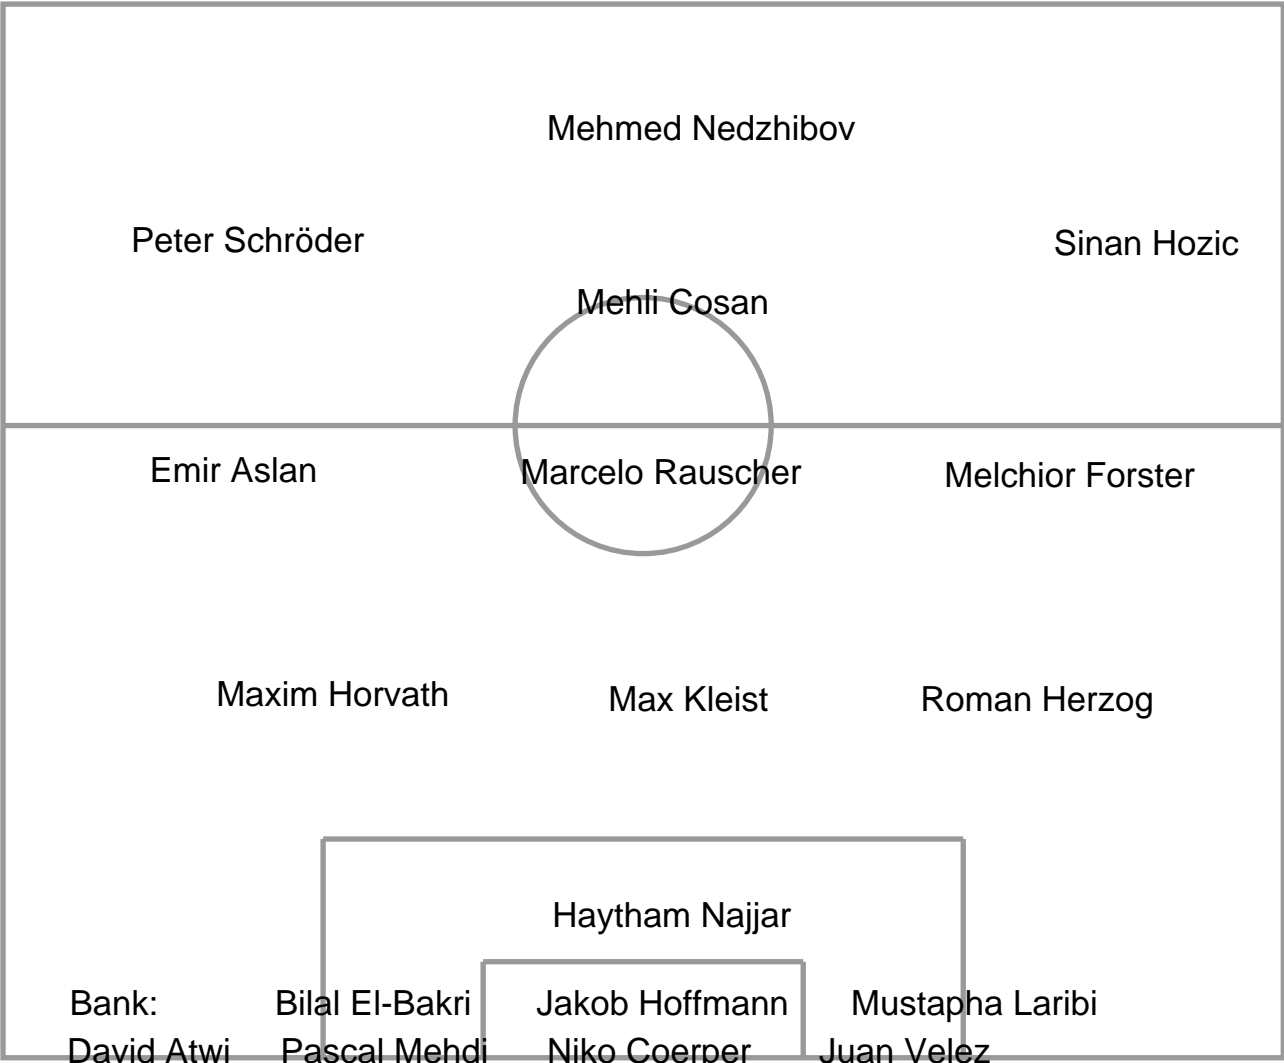 Mehmed Nedzhibov
Peter Schröder Sinan Hozic
Mehli Cosan
Emir Aslan Marcelo Rauscher Melchior Forster
Maxim Horvath Max Kleist Roman Herzog
Haytham Najjar
Bank: Bilal El-Bakri Jakob Hoffmann Mustapha Laribi
David Atwi Pascal Mehdi Niko Coerper Juan Velez